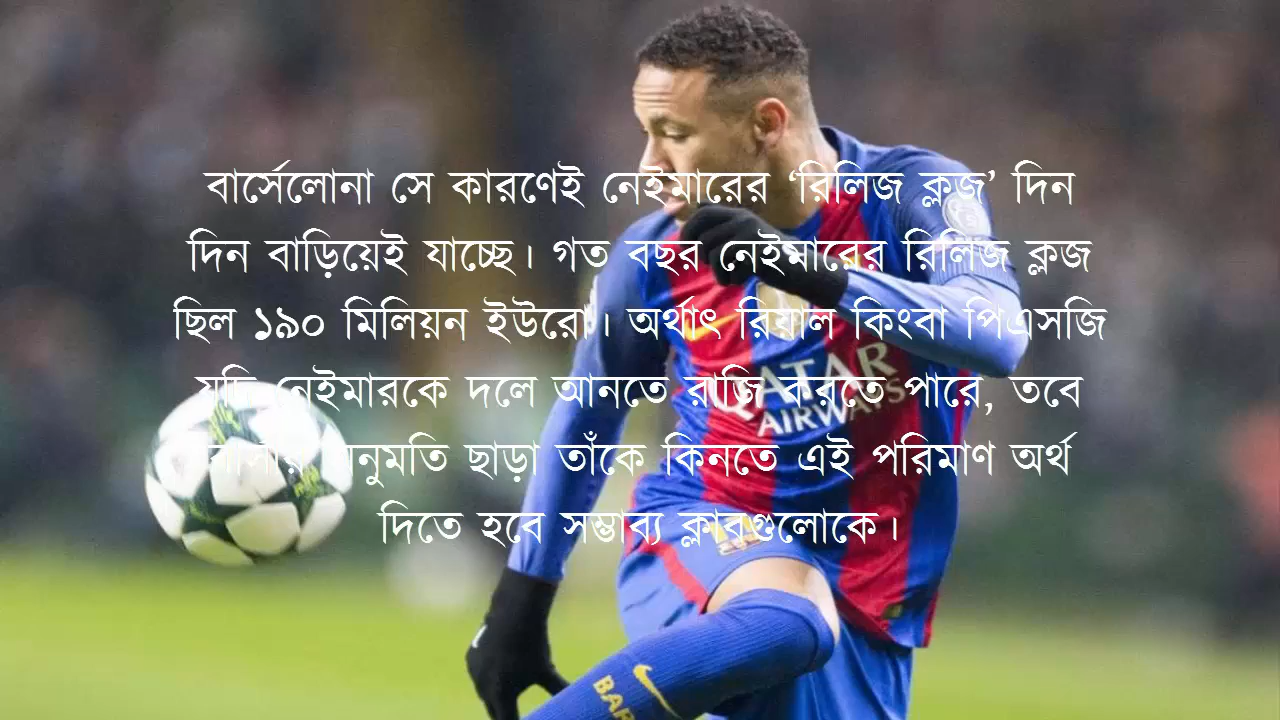 বার্সেলোনা সে কারণেই নেইমারের ‘রিলিজ ক্লজ’ দিন
দিন বাড়িয়েই যাচ্ছে। গত বছর নেইমারের রিলিজ ক্লজ
ছিল ১৯০ মিলিয়ন ইউরো। অর্থাৎ রিয়াল কিংবা পিএসজি
যদি নেইমারকে দলে আনতে রাজি করতে পারে, তবে
অনুমতি ছাড়া তাঁকে কিনতে এই পরিমাণ অর্থ
দিতে হবে সম্ভাব্য ক্লাবগুলোকে।
QATAR
AIRWAYS
BAR